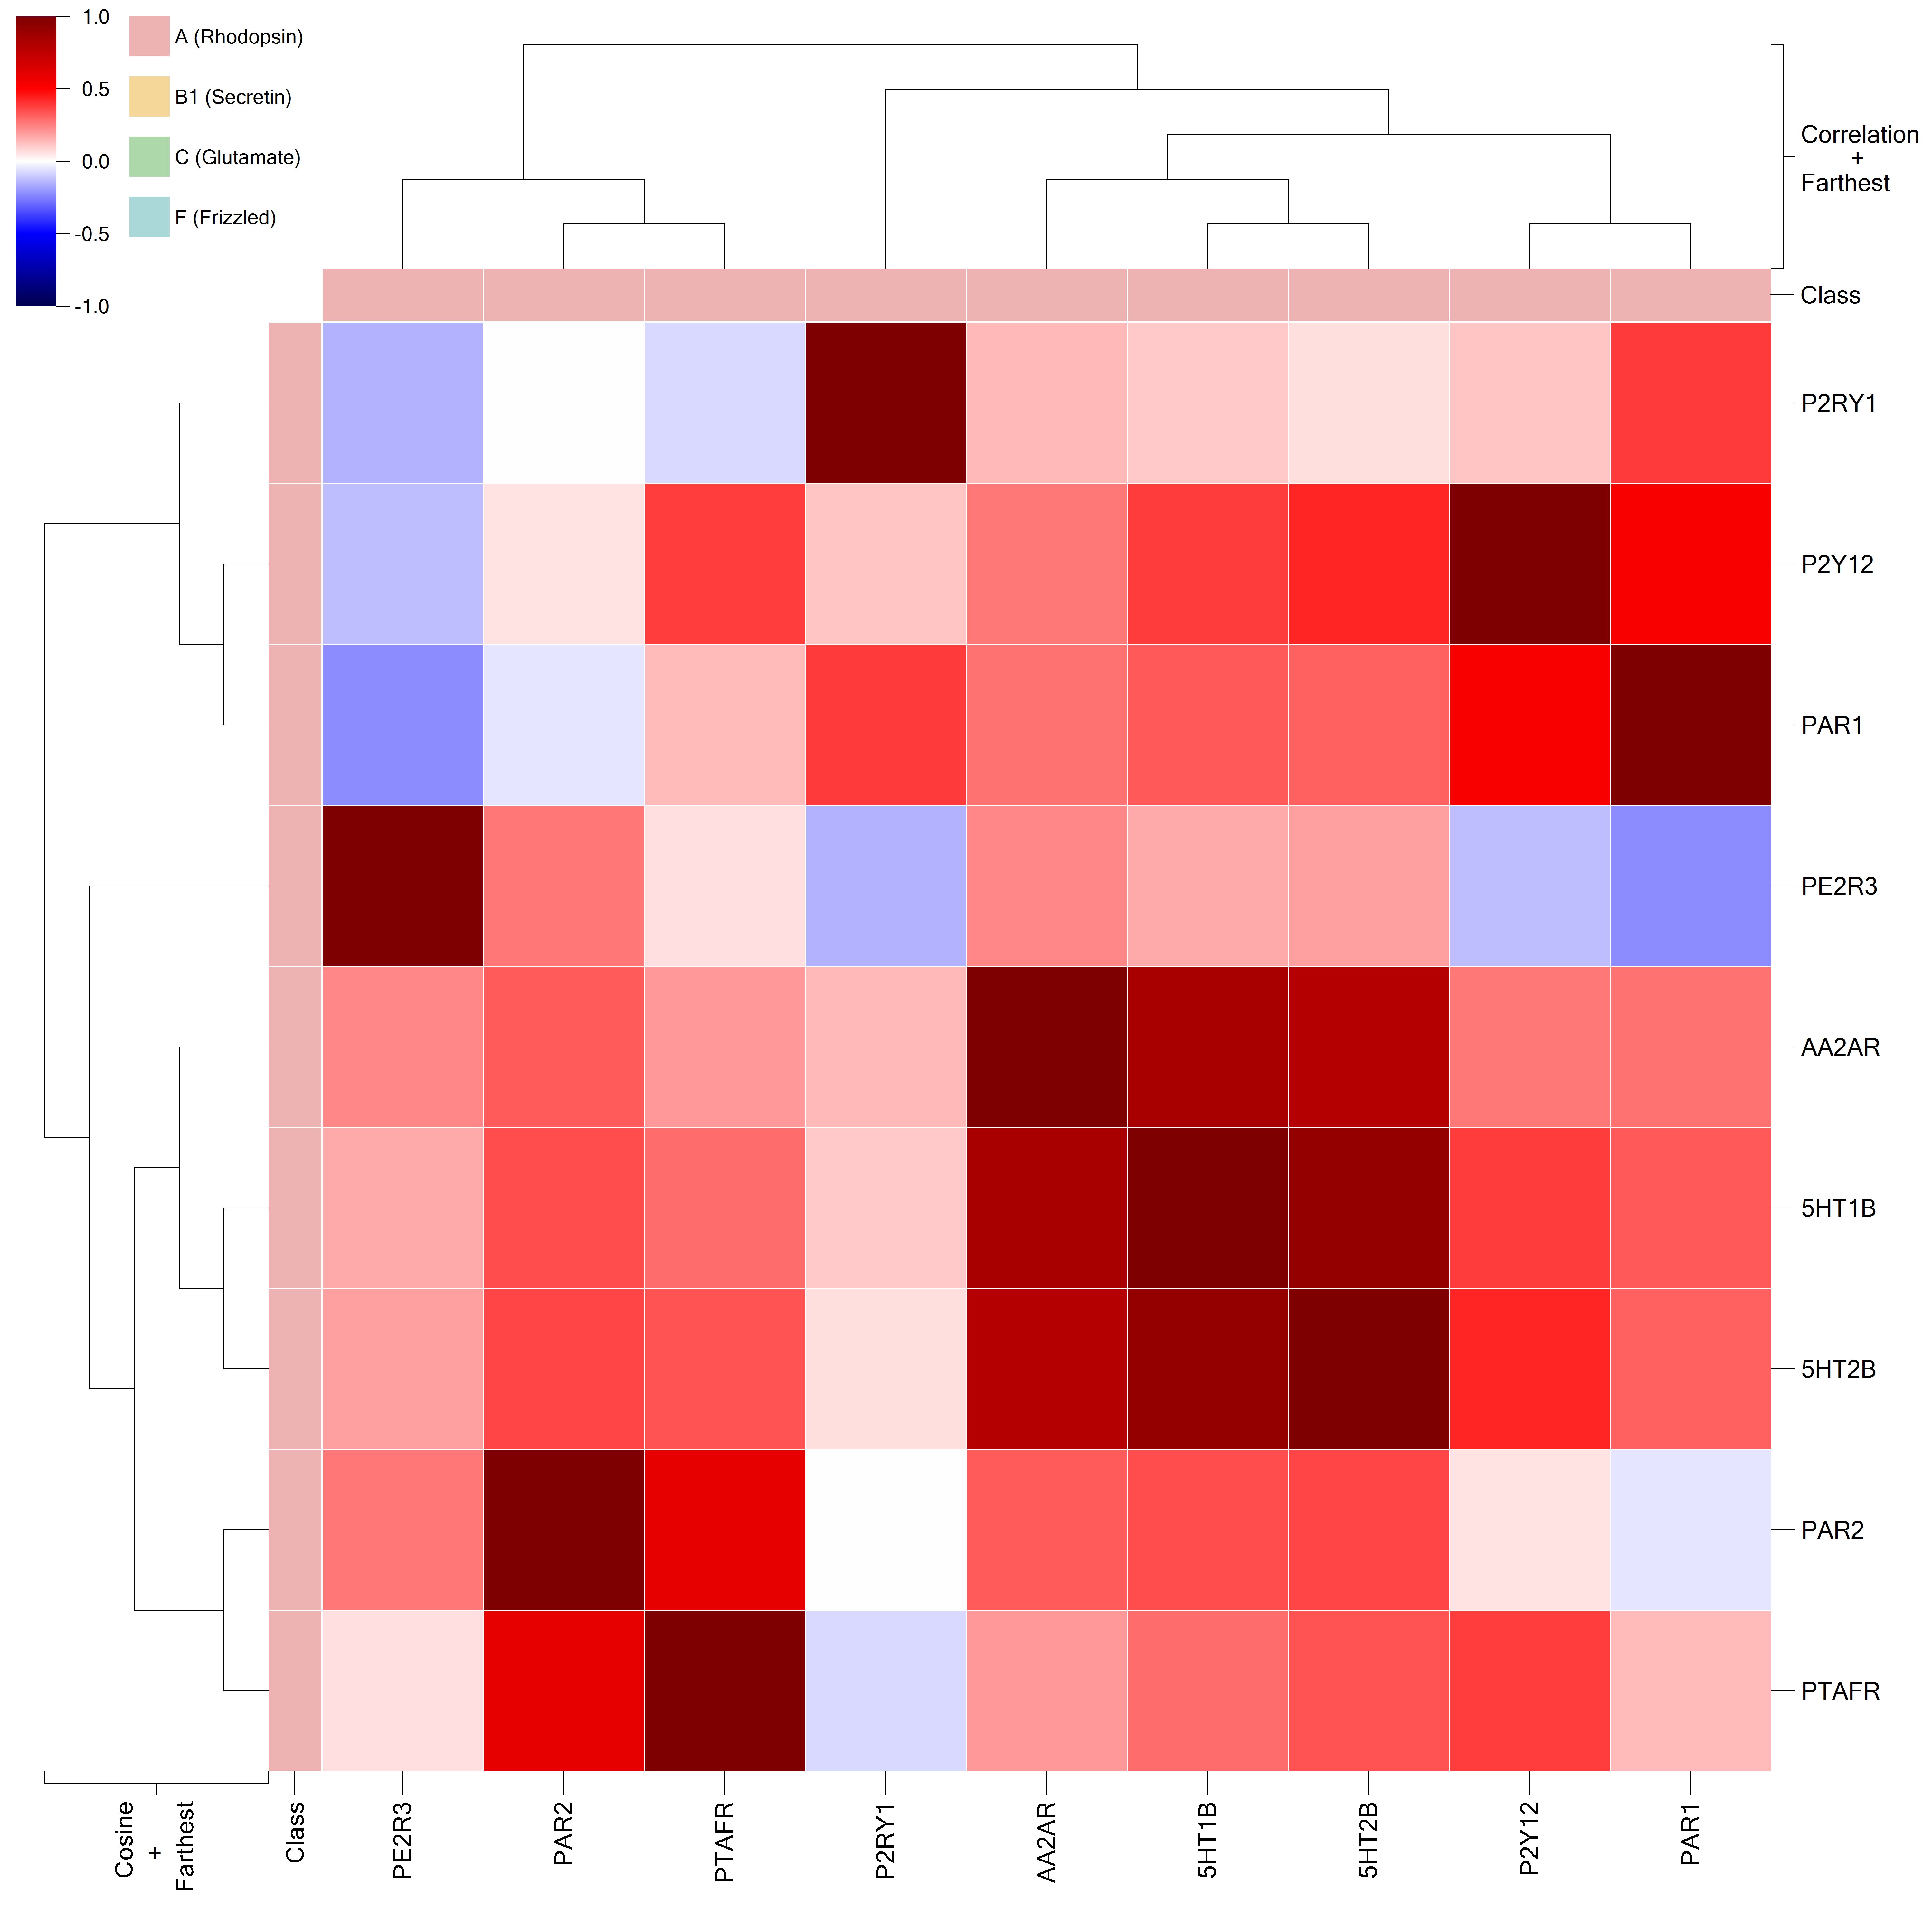 1.0
0.5
0.0
-0.5
-1.0
A (Rhodopsin)
B1 (Secretin)
C (Glutamate)
F (Frizzled)
Correlation
+
Farthest
Class
P2RY1
P2Y12
PAR1
PE2R3
AA2AR
5HT1B
5HT2B
PAR2
PTAFR
Cosine
+
Farthest
Class
PE2R3
PAR2
PTAFR
P2RY1
AA2AR
5HT1B
5HT2B
P2Y12
PAR1